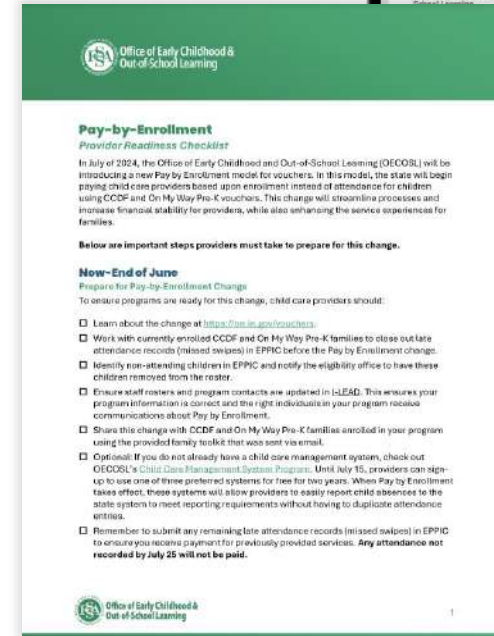 School Learning
FSSA
Office of Early Childhood &
Out-of-School Learning
Pay-by-Enrollment
Provider Readiness Checklist
In July of 2024, the Office of Early Childhood and Out-of-School Learning (OECOSL) will be
introducing a new Pay by Enrollment model for vouchers. In this model, the state will begin
paying child care providers based upon enrollment instead of attendance for children
using CCDF and On My Way Pre-K vouchers. This change will streamline processes and
increase financial stability for providers, while also enhancing the service experiences for
families.
Below are important steps providers must take to prepare for this change.
Now-End of June
Prepare for Pay-by-Enrollment Change
To ensure programs are ready for this change, child care providers should:
☐ Learn about the change at https://on.in.gov/vouchers.
☐ Work with currently enrolled CCDF and On My Way Pre-K families to close out late
attendance records (missed swipes) in EPPIC before the Pay by Enrollment change.
☐ Identify non-attending children in EPPIC and notify the eligibility office to have these
children removed from the roster.
☐ Ensure staff rosters and program contacts are updated in I-LEAD. This ensures your
program information is correct and the right individuals in your program receive
communications about Pay by Enrollment.
☐ Share this change with CCDF and On My Way Pre-K families enrolled in your program
using the provided family toolkit that was sent via email.
☐ Optional: If you do not already have a child care management system, check out
OECOSL's Child Care Management System Program. Until July 15, providers can sign-
up to use one of three preferred systems for free for two years. When Pay by Enrollment
takes effect, these systems will allow providers to easily report child absences to the
state system to meet reporting requirements without having to duplicate attendance
entries.
☐ Remember to submit any remaining late attendance records (missed swipes) in EPPIC
to ensure you receive payment for previously provided services. Any attendance not
recorded by July 25 will not be paid.
Office of Early Childhood &
Out-of-School Learning
1